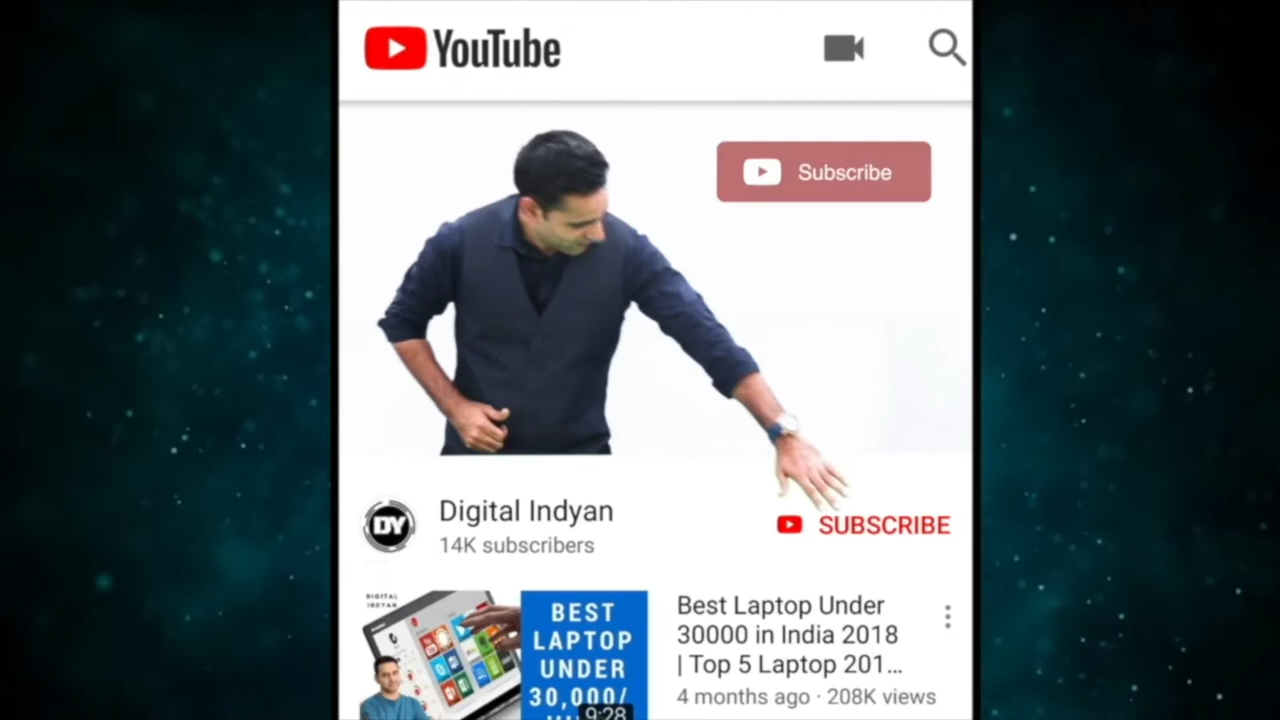 YouTube
Subscribe
DY
Digital Indyan
14K subscribers
SUBSCRIBE
DIGITAL
INDYAN
BEST
LAPTOP
UNDER
30,000/
9:28
Best Laptop Under
30000 in India 2018
| Top 5 Laptop 201...
4 months ago · 208K views